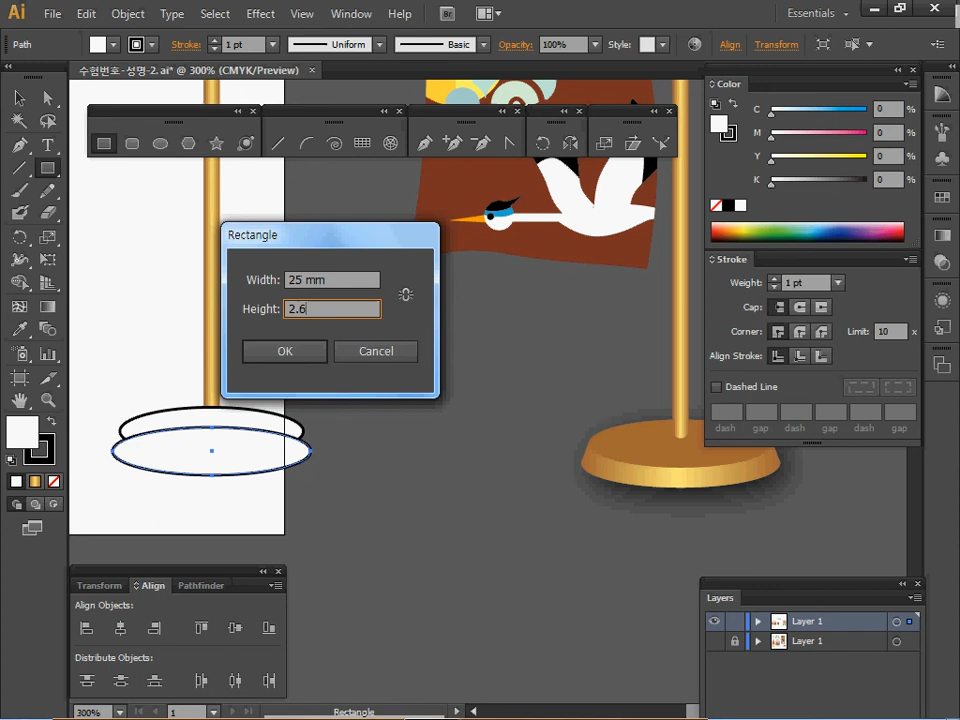 Ai File Edit Object Type Select Effect View Window Help Br Essentials
Path Stroke: 1 pt Uniform Basic Opacity: 100% Style: Align Transform
수험번호-성명-2.ai* @ 300% (CMYK/Preview)
Color
C 0 %
M 0 %
Y 0 %
K 0 %
Rectangle
Width: 25 mm
Height: 2.6
OK Cancel
Stroke
Weight: 1 pt
Cap:
Corner: Limit: 10 x
Align Stroke:
Dashed Line
dash gap dash gap dash gap
Transform Align Pathfinder
Align Objects:
Distribute Objects:
Layers
Layer 1
Layer 1
300% 1 Rectangle